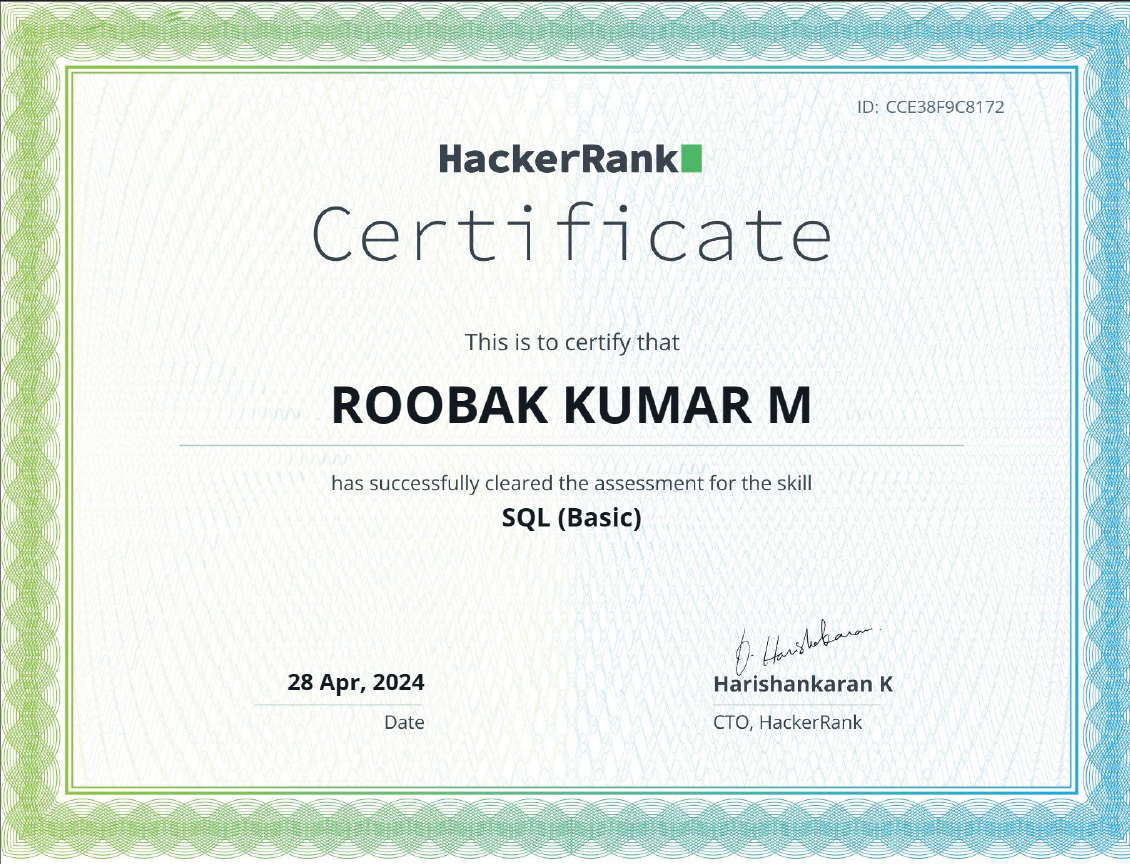 ID: CCE38F9C8172
HackerRank
Certificate
This is to certify that
ROOBAK KUMAR M
has successfully cleared the assessment for the skill
SQL (Basic)
28 Apr, 2024
Date
Harishankaran K
CTO, HackerRank